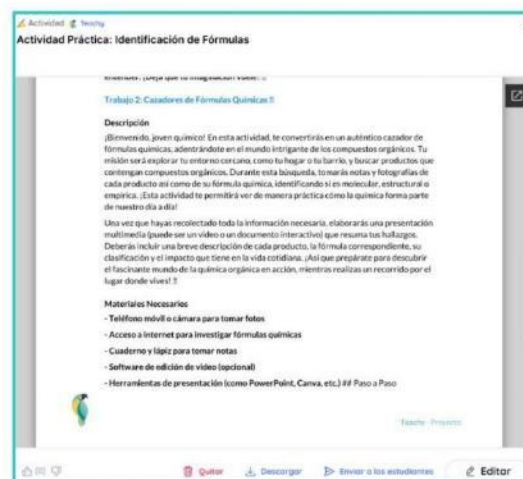 Actividad Teachy
Actividad Práctica: Identificación de Fórmulas
entender. ¡Deja que tu imaginación vuele! !!
Trabajo 2: Cazadores de Fórmulas Químicas !!
Descripción
¡Bienvenido, joven químico! En esta actividad, te convertirás en un auténtico cazador de
fórmulas químicas, adentrándote en el mundo intrigante de los compuestos orgánicos. Tu
misión será explorar tu entorno cercano, como tu hogar o tu barrio, y buscar productos que
contengan compuestos orgánicos. Durante esta búsqueda, tomarás notas y fotografías de
cada producto así como de su fórmula química, identificando si es molecular, estructural o
empírica. ¡Esta actividad te permitirá ver de manera práctica cómo la química forma parte
de nuestro día a día!
Una vez que hayas recolectado toda la información necesaria, elaborarás una presentación
multimedia (puede ser un video o un documento interactivo) que resuma tus hallazgos.
Deberás incluir una breve descripción de cada producto, la fórmula correspondiente, su
clasificación y el impacto que tiene en la vida cotidiana. ¡Así que prepárate para descubrir
el fascinante mundo de la química orgánica en acción, mientras realizas un recorrido por el
lugar donde vives! !!
Materiales Necesarios
- Teléfono móvil o cámara para tomar fotos
- Acceso a internet para investigar fórmulas químicas
- Cuaderno y lápiz para tomar notas
- Software de edición de video (opcional)
- Herramientas de presentación (como PowerPoint, Canva, etc.) ## Paso a Paso
Teachy - Proyecto
Quitar Descargar Enviar a los estudiantes Editar